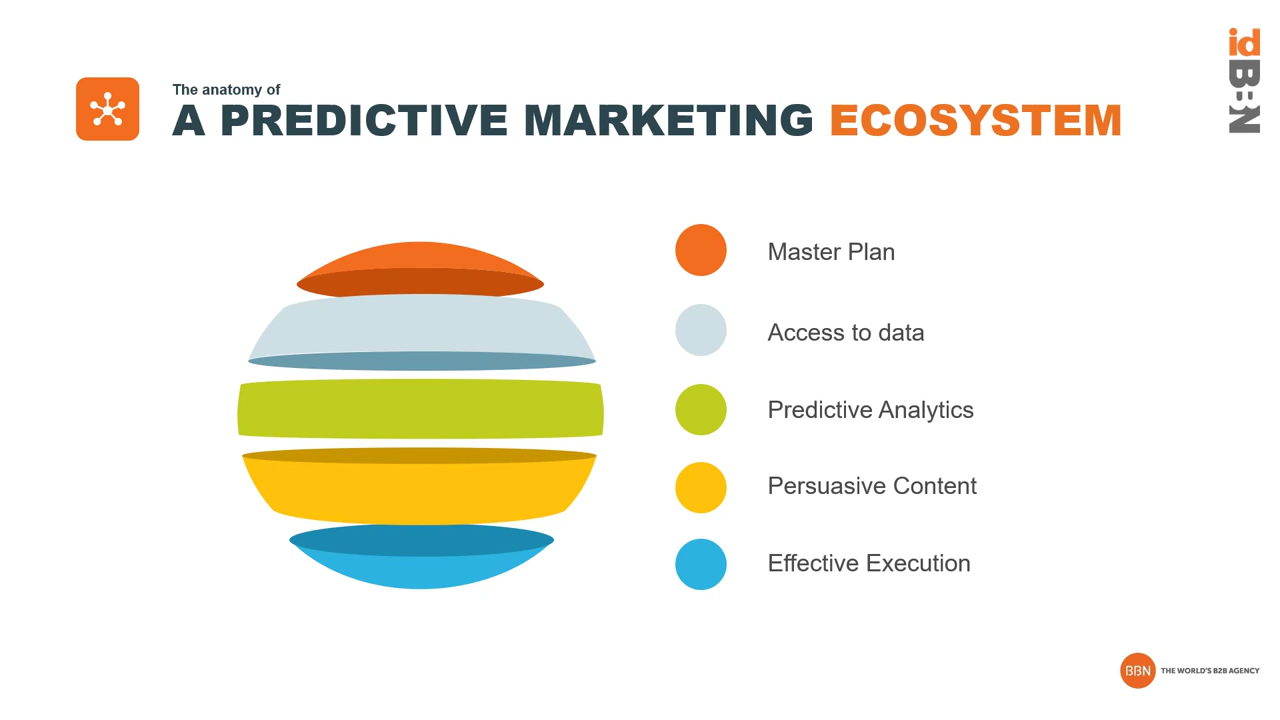 The anatomy of
A PREDICTIVE MARKETING ECOSYSTEM
id
BBN
Master Plan
Access to data
Predictive Analytics
Persuasive Content
Effective Execution
BBN THE WORLD'S B2B AGENCY